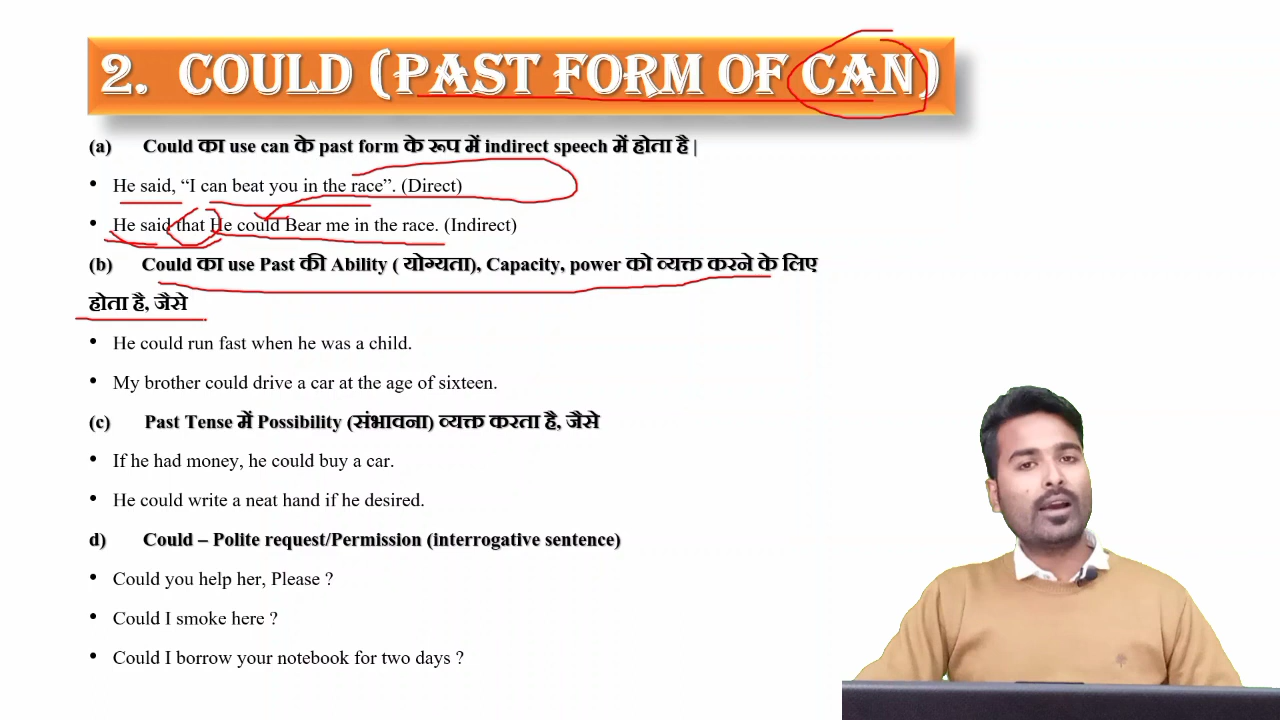 2. COULD (PAST FORM OF CAN)
(a) Could का use can के past form के रूप में indirect speech में होता है |
• He said, “I can beat you in the race”. (Direct)
• He said that He could Bear me in the race. (Indirect)
(b) Could का use Past की Ability ( योग्यता), Capacity, power को व्यक्त करने के लिए
होता है, जैसे
• He could run fast when he was a child.
• My brother could drive a car at the age of sixteen.
(c) Past Tense में Possibility (संभावना) व्यक्त करता है, जैसे
• If he had money, he could buy a car.
• He could write a neat hand if he desired.
d) Could – Polite request/Permission (interrogative sentence)
• Could you help her, Please ?
• Could I smoke here ?
• Could I borrow your notebook for two days ?